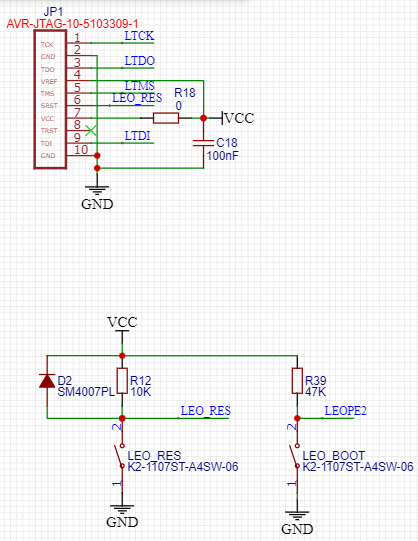 JP1
AVR-JTAG-10-5103309-1
TCK 1 LTCK
GND 2
TDO 3 LTDO
VREF 4
TMS 5 LTMS
SRST 6 LEO_RES
VCC 7 R18 0 VCC
TRST 8
TDI 9 LTDI
GND 10
C18
100nF
GND
VCC
D2
SM4007PL
R12
10K
R39
47K
LEO_RES
LEOPE2
2
2
LEO_RES
K2-1107ST-A4SW-06
LEO_BOOT
K2-1107ST-A4SW-06
1
1
GND
GND